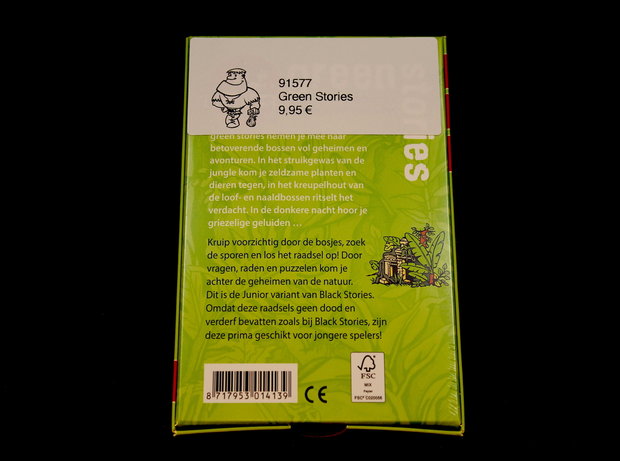 91577
Green Stories
9,95 €
green stories
stories
green stories nemen je mee naar
betoverende bossen vol geheimen en
avonturen. In het struikgewas van de
jungle kom je zeldzame planten en
dieren tegen, in het kreupelhout van
de loof- en naaldbossen ritselt het
verdacht. In de donkere nacht hoor je
griezelige geluiden ...
Kruip voorzichtig door de bosjes, zoek
de sporen en los het raadsel op! Door
vragen, raden en puzzelen kom je
achter de geheimen van de natuur.
Dit is de Junior variant van Black Stories.
Omdat deze raadsels geen dood en
verderf bevatten zoals bij Black Stories, zijn
deze prima geschikt voor jongere spelers!
8 717953 014139
CE
FSC
MIX
Papier
FSC® C020056